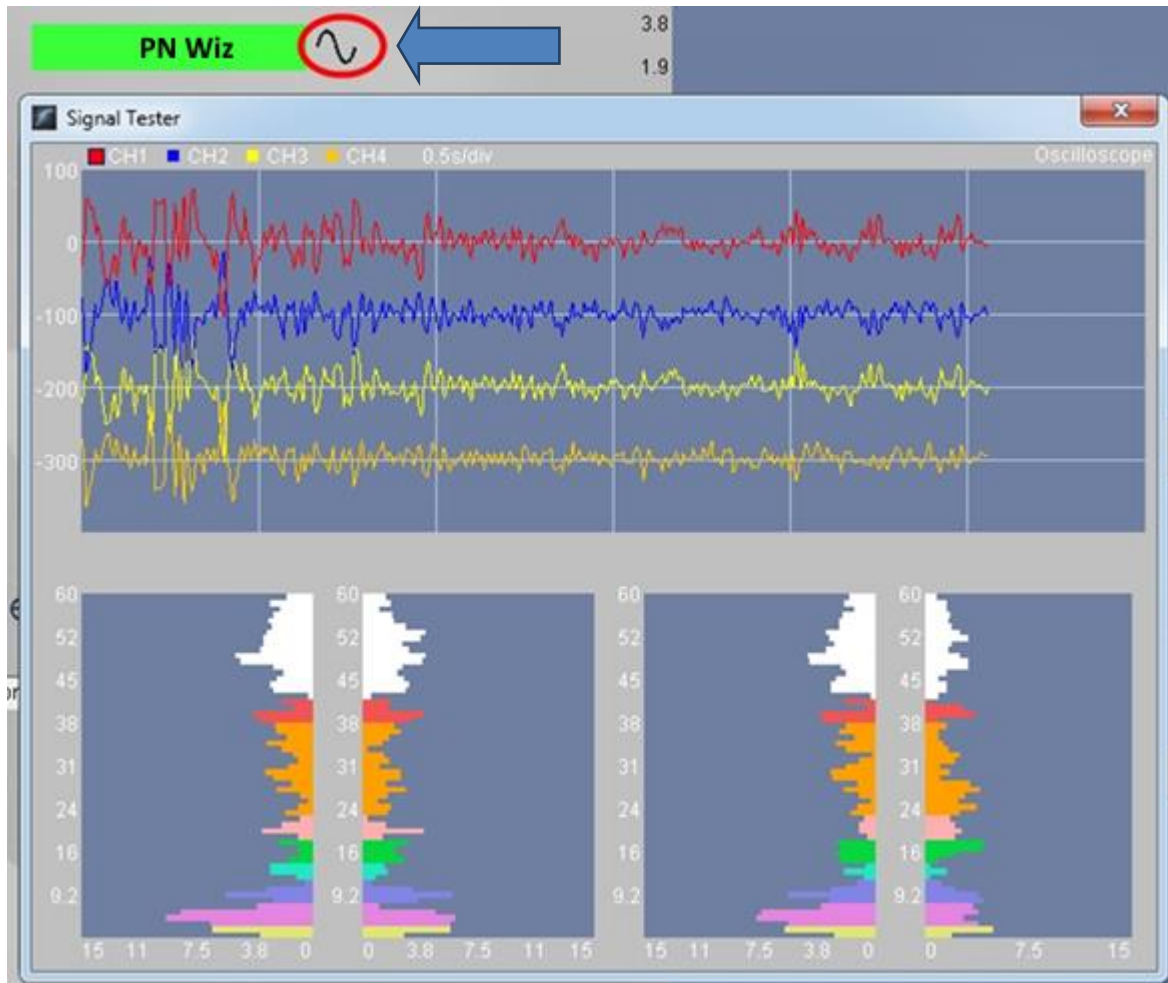 3.8
PN Wiz
1.9
Signal Tester
CH1 CH2 CH3 CH4 0.5s/div Oscilloscope
100
0
-100
-200
-300
60 60 60 60
52 52 52 52
45 45 45 45
38 38 38 38
31 31 31 31
24 24 24 24
16 16 16 16
9.2 9.2 9.2 9.2
15 11 7.5 3.8 0 0 3.8 7.5 11 15 15 11 7.5 3.8 0 0 7.5 15